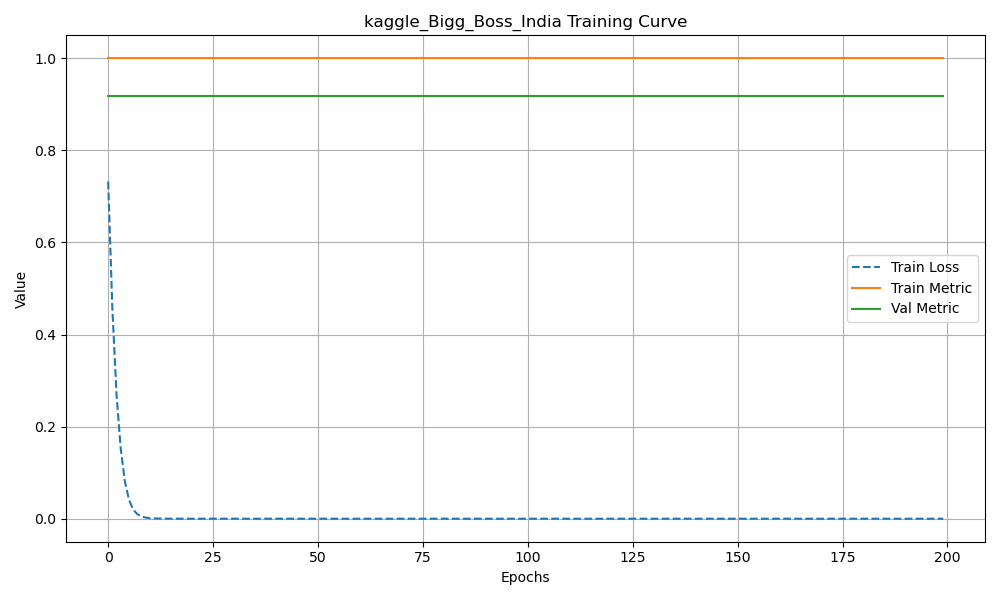 kaggle_Bigg_Boss_India Training Curve
1.0
0.8
0.6
0.4
0.2
0.0
Value
Train Loss
Train Metric
Val Metric
0 25 50 75 100 125 150 175 200
Epochs